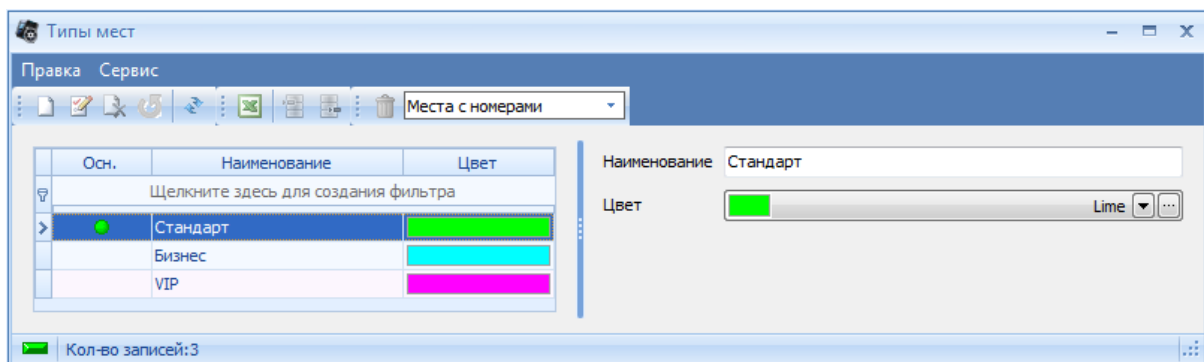 Типы мест
Правка Сервис
Места с номерами
Осн. Наименование Цвет
Щелкните здесь для создания фильтра
Стандарт
Бизнес
VIP
Наименование Стандарт
Цвет Lime
Кол-во записей:3